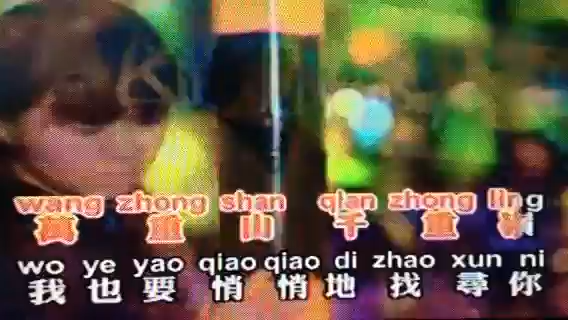 wang zhong shan qian zhong ling
萬 重 山 千 重 嶺
wo ye yao qiao qiao di zhao xun ni
我 也 要 悄 悄 地 找 尋 你